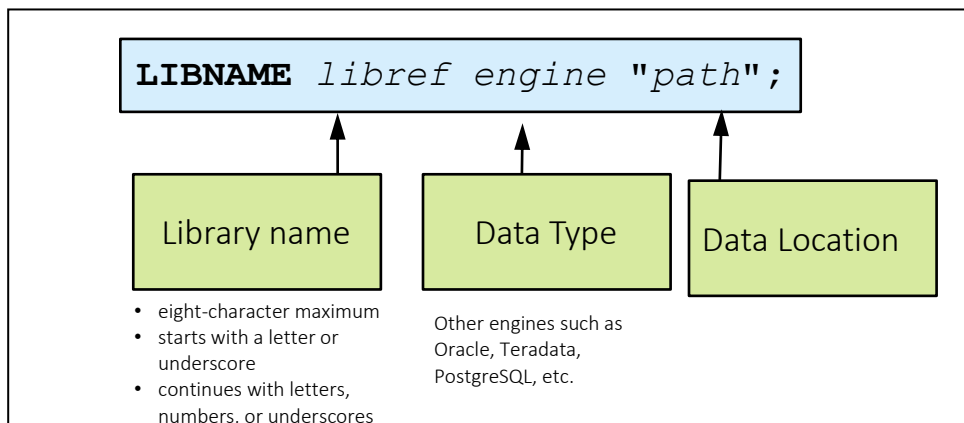 LIBNAME libref engine "path";
Library name
Data Type
Data Location
• eight-character maximum
• starts with a letter or
underscore
• continues with letters,
numbers, or underscores
Other engines such as
Oracle, Teradata,
PostgreSQL, etc.